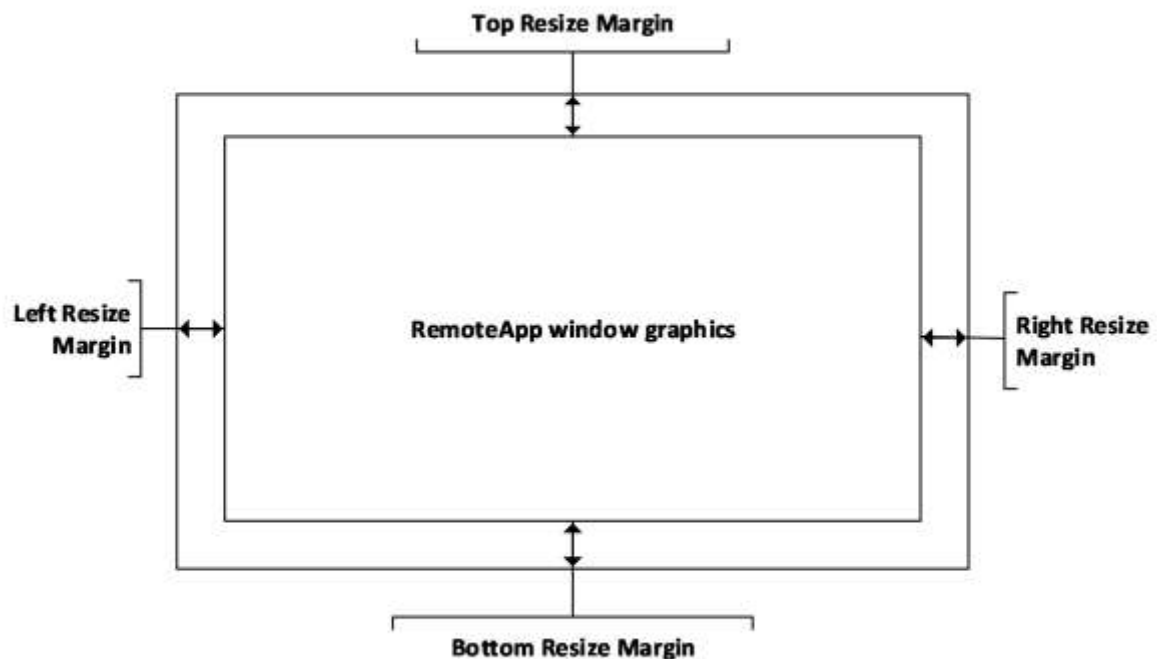 Top Resize Margin
Left Resize
Margin
RemoteApp window graphics
Right Resize
Margin
Bottom Resize Margin